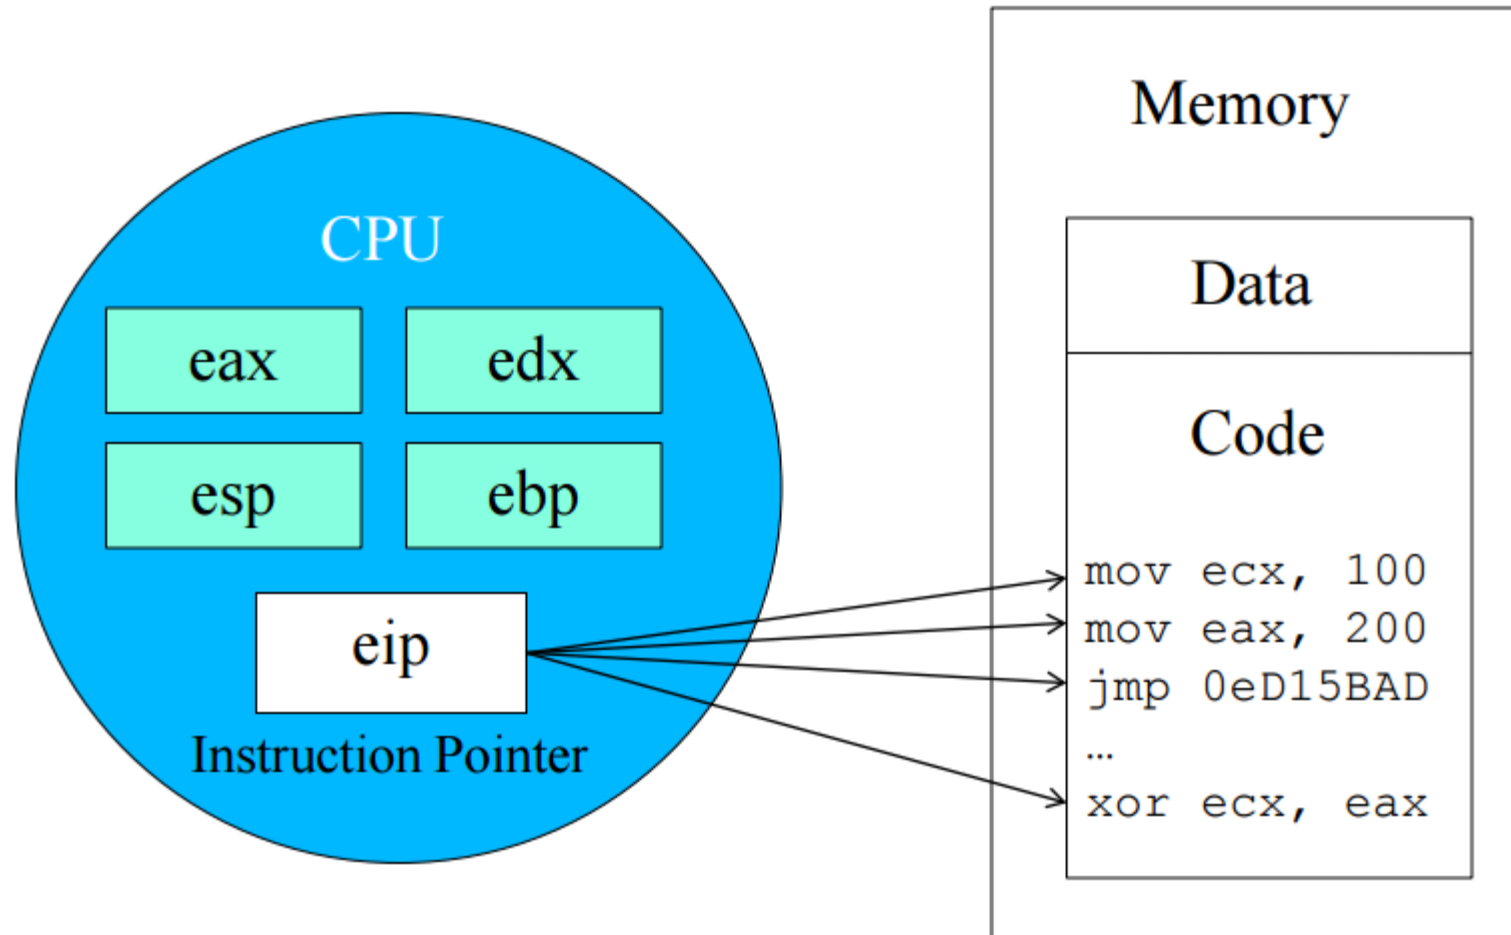 CPU
eax
edx
esp
ebp
eip
Instruction Pointer
Memory
Data
Code
mov ecx, 100
mov eax, 200
jmp 0eD15BAD
…
xor ecx, eax